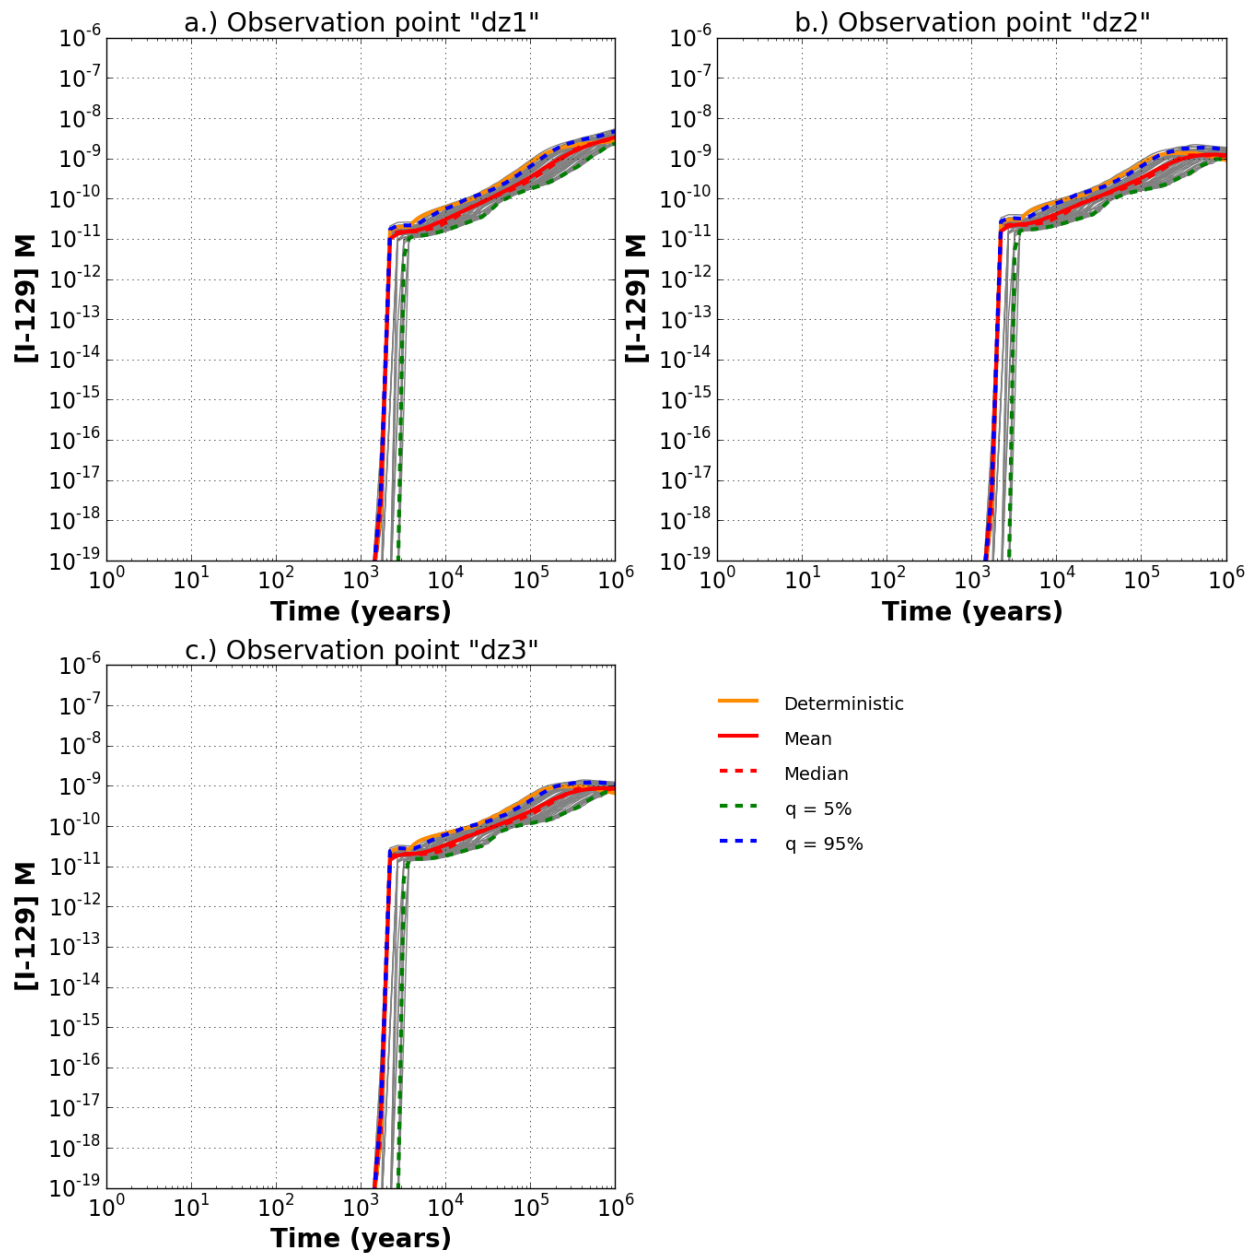 a.) Observation point "dz1"
10^-6
10^-7
10^-8
10^-9
10^-10
10^-11
10^-12
10^-13
10^-14
10^-15
10^-16
10^-17
10^-18
10^-19
[I-129] M
10^0 10^1 10^2 10^3 10^4 10^5 10^6
Time (years)
b.) Observation point "dz2"
10^-6
10^-7
10^-8
10^-9
10^-10
10^-11
10^-12
10^-13
10^-14
10^-15
10^-16
10^-17
10^-18
10^-19
[I-129] M
10^0 10^1 10^2 10^3 10^4 10^5 10^6
Time (years)
c.) Observation point "dz3"
10^-6
10^-7
10^-8
10^-9
10^-10
10^-11
10^-12
10^-13
10^-14
10^-15
10^-16
10^-17
10^-18
10^-19
[I-129] M
10^0 10^1 10^2 10^3 10^4 10^5 10^6
Time (years)
Deterministic
Mean
Median
q = 5%
q = 95%